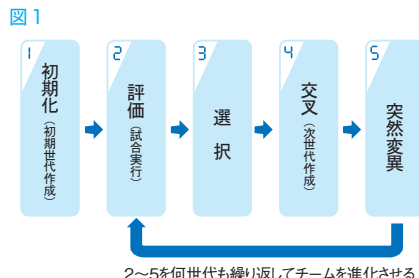 図1
1
初期化（初期世代作成）
2
評価（試合実行）
3
選択
4
交叉（次世代作成）
5
突然変異
2～5を何世代も繰り返してチームを進化させる